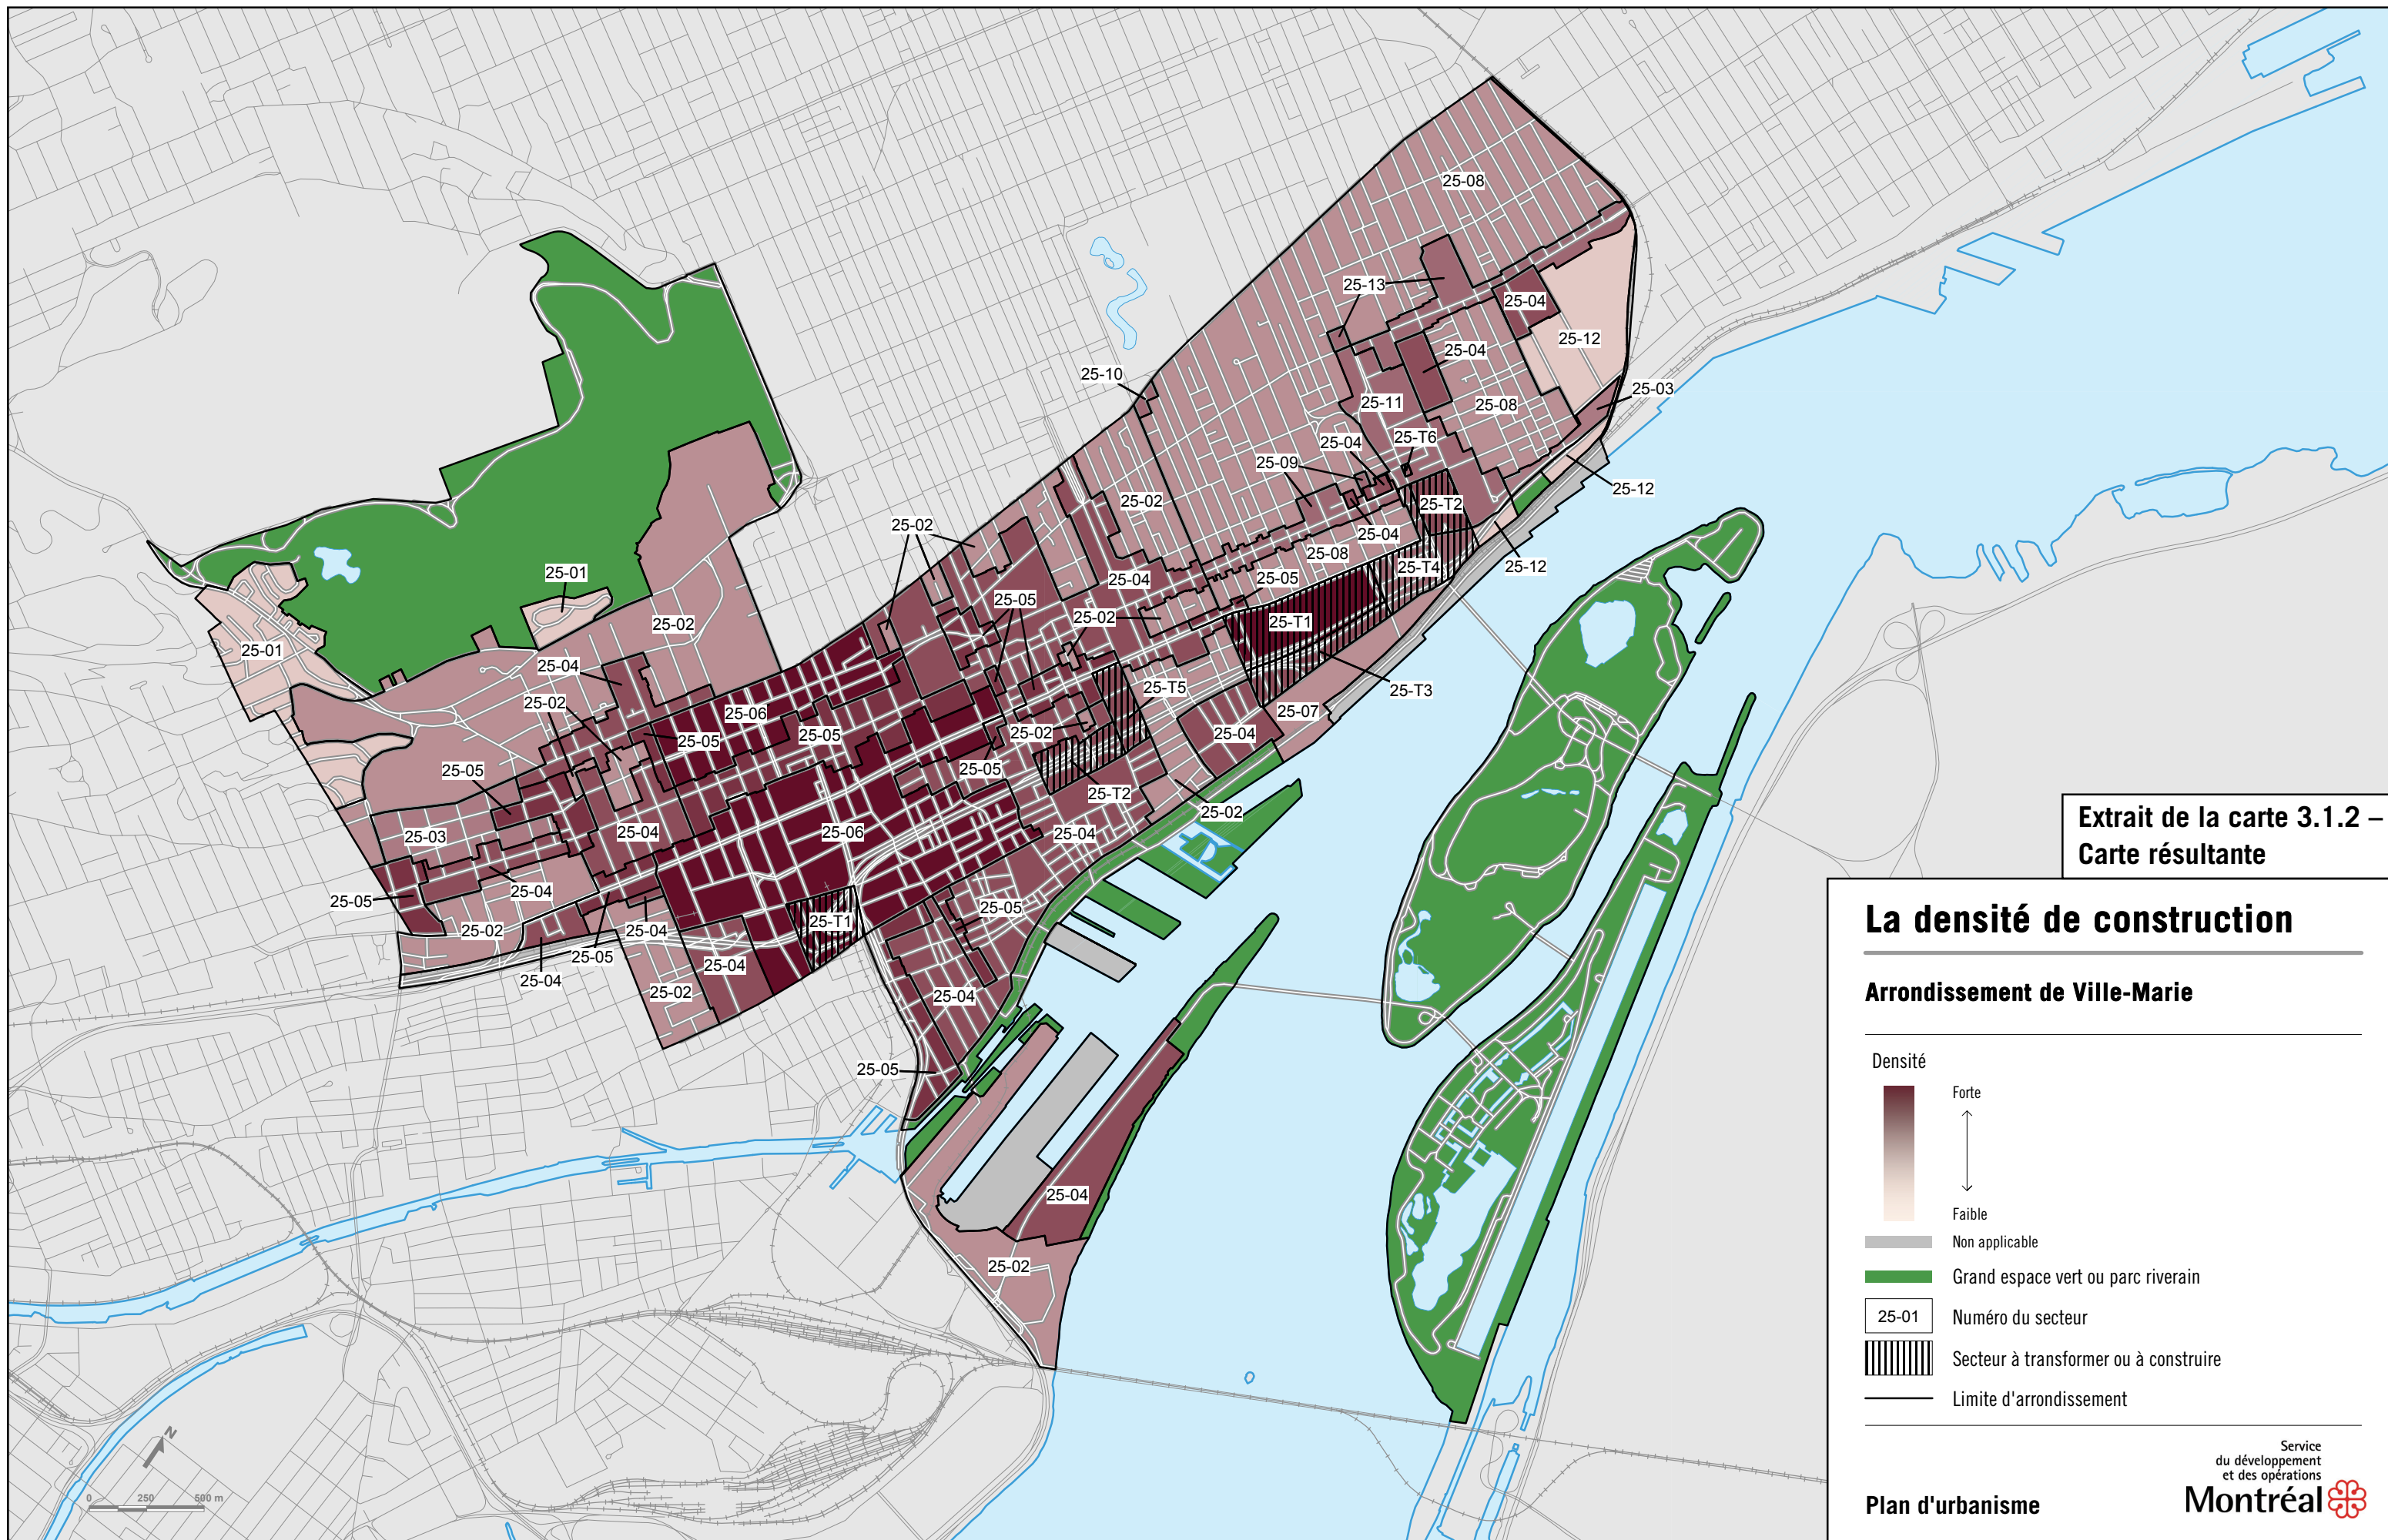 25-08
25-13
25-04
25-12
25-04
25-10
25-03
25-11
25-08
25-04
25-T6
25-09
25-12
25-02
25-T2
25-02
25-04
25-08
25-12
25-T4
25-01
25-04
25-05
25-05
25-02
25-02
25-T1
25-01
25-04
25-T5
25-T3
25-02
25-06
25-07
25-05
25-05
25-02
25-04
25-05
25-05
25-T2
25-02
25-03
25-04
25-06
25-04
25-04
25-05
25-05
25-T1
25-02
25-04
25-05
25-04
25-04
25-02
25-04
25-05
25-04
25-02
N
0 250 500 m
Extrait de la carte 3.1.2 –
Carte résultante
La densité de construction
Arrondissement de Ville-Marie
Densité
Forte
Faible
Non applicable
Grand espace vert ou parc riverain
25-01 Numéro du secteur
Secteur à transformer ou à construire
Limite d'arrondissement
Service
du développement
et des opérations
Plan d'urbanisme
Montréal